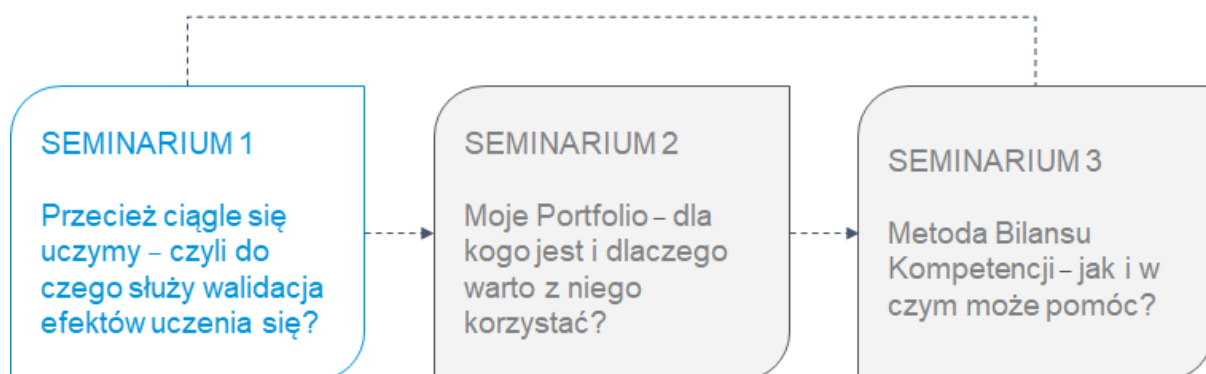 SEMINARIUM 1
Przecież ciągle się
uczymy – czyli do
czego służy walidacja
efektów uczenia się?
SEMINARIUM 2
Moje Portfolio – dla
kogo jest i dlaczego
warto z niego
korzystać?
SEMINARIUM 3
Metoda Bilansu
Kompetencji – jak i w
czym może pomóc?